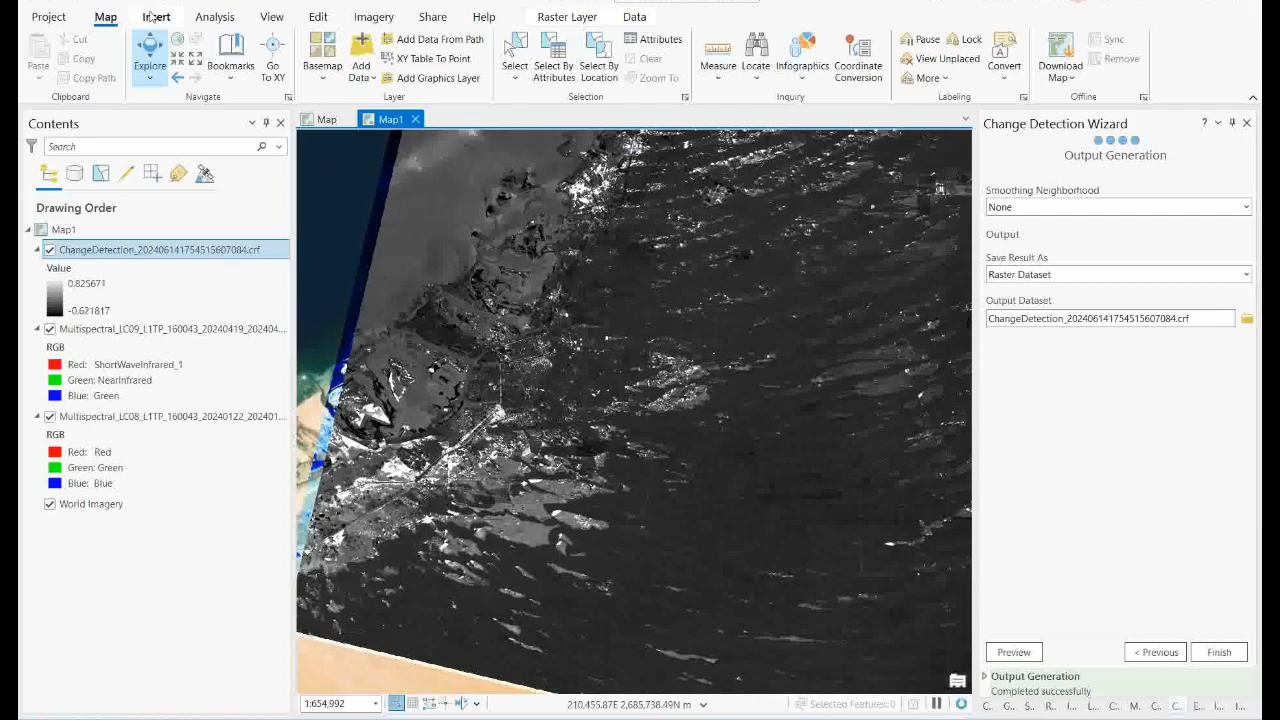 Project Map Insert Analysis View Edit Imagery Share Help Raster Layer Data
Paste
Cut
Copy
Copy Path
Clipboard
Explore
Bookmarks
Go
To XY
Navigate
Basemap
Add
Data
Add Data From Path
XY Table To Point
Add Graphics Layer
Layer
Select
Select By
Attributes
Select By
Location
Attributes
Clear
Zoom To
Selection
Measure
Locate
Infographics
Coordinate
Conversion
Inquiry
Pause
Lock
View Unplaced
More
Convert
Labeling
Download
Map
Sync
Remove
Offline
Contents
Search
Drawing Order
Map1
ChangeDetection_202406141754515607084.crf
Value
0.825671
-0.621817
Multispectral_LC09_L1TP_160043_20240419_202404...
RGB
Red: ShortWaveInfrared_1
Green: NearInfrared
Blue: Green
Multispectral_LC08_L1TP_160043_20240122_202401...
RGB
Red: Red
Green: Green
Blue: Blue
World Imagery
Map
Map1
1:654,992
210,455.87E 2,685,738.49N m
Selected Features: 0
Change Detection Wizard
Output Generation
Smoothing Neighborhood
None
Output
Save Result As
Raster Dataset
Output Dataset
ChangeDetection_202406141754515607084.crf
Preview
< Previous
Finish
Output Generation
Completed successfully
C... G... S... R... I... L... C... M... C... C... E... I... I...